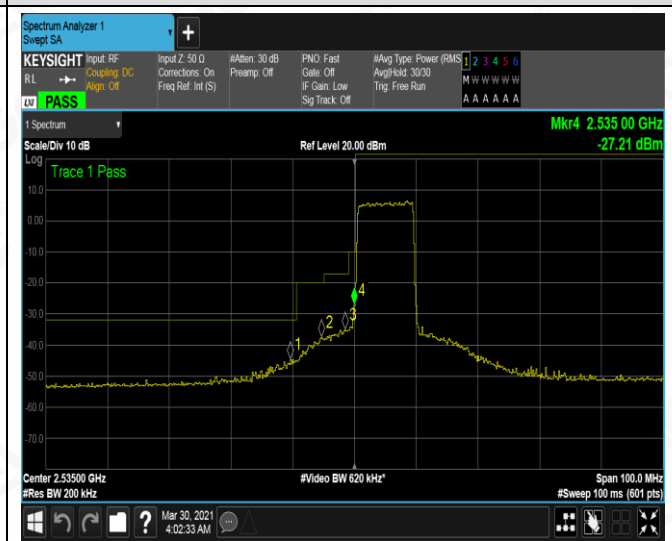 Spectrum Analyzer 1
Swept SA
+
KEYSIGHT
RL
Input: RF
Coupling: DC
Align: Off
Input Z: 50 Ω
Corrections: On
Freq Ref: Int (S)
#Atten: 30 dB
Preamp: Off
PNO: Fast
Gate: Off
IF Gain: Low
Sig Track: Off
#Avg Type: Power (RMS
Avg|Hold: 30/30
Trig: Free Run
1 2 3 4 5 6
M W W W W W
A A A A A A
LXI PASS
1 Spectrum
Mkr4 2.535 00 GHz
Scale/Div 10 dB
Ref Level 20.00 dBm
-27.21 dBm
Log
Trace 1 Pass
10.0
0.00
-10.0
-20.0
-30.0
-40.0
-50.0
-60.0
-70.0
1
2
3
4
Center 2.53500 GHz
#Video BW 620 kHz*
Span 100.0 MHz
#Res BW 200 kHz
#Sweep 100 ms (601 pts)
?
Mar 30, 2021
4:02:33 AM